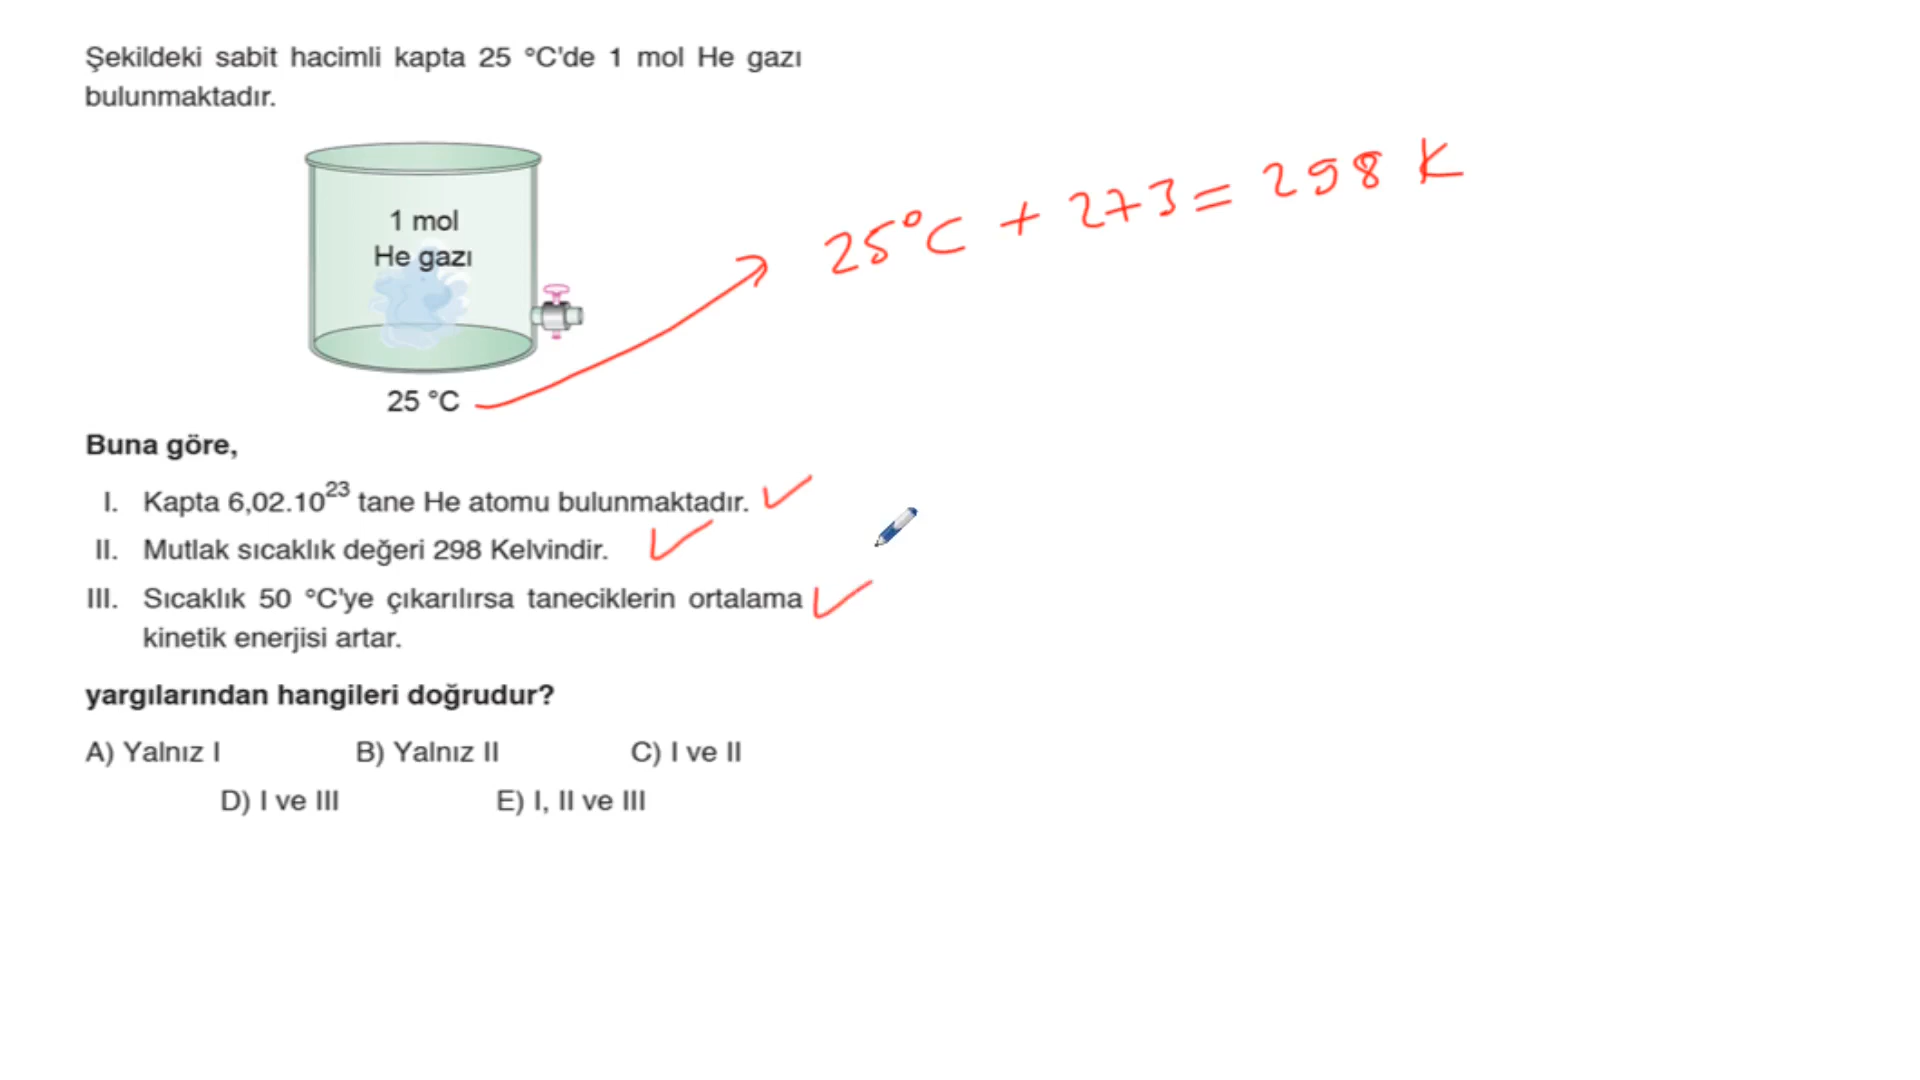 Şekildeki sabit hacimli kapta 25 °C'de 1 mol He gazı
bulunmaktadır.
1 mol
He gazı
25 °C
25°C + 273 = 298 K
Buna göre,
I. Kapta 6,02.10²³ tane He atomu bulunmaktadır.
II. Mutlak sıcaklık değeri 298 Kelvindir.
III. Sıcaklık 50 °C'ye çıkarılırsa taneciklerin ortalama
kinetik enerjisi artar.
yargılarından hangileri doğrudur?
A) Yalnız I B) Yalnız II C) I ve II
D) I ve III E) I, II ve III